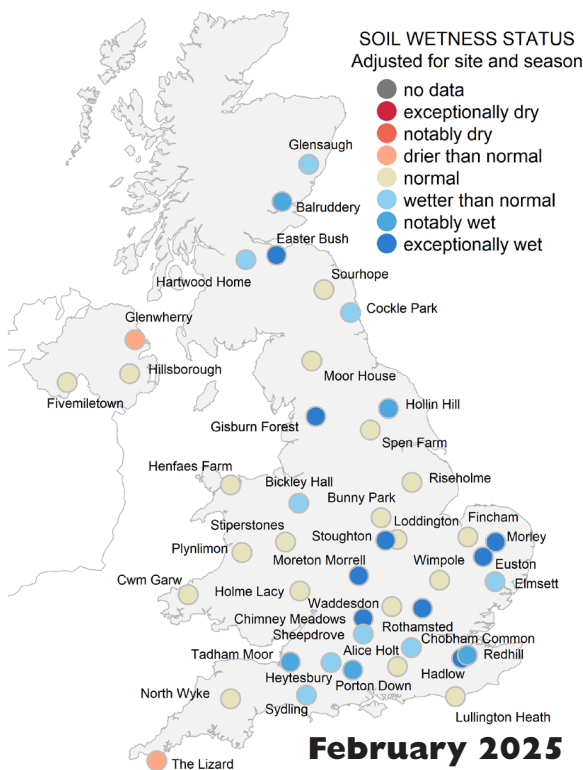 SOIL WETNESS STATUS
Adjusted for site and season
no data
exceptionally dry
notably dry
drier than normal
normal
wetter than normal
notably wet
exceptionally wet
Glensaugh
Balruddery
Easter Bush
Hartwood Home
Sourhope
Cockle Park
Glenwherry
Hillsborough
Fivemiletown
Moor House
Hollin Hill
Gisburn Forest
Spen Farm
Henfaes Farm
Bickley Hall
Riseholme
Bunny Park
Loddington
Fincham
Stiperstones
Stoughton
Morley
Plynlimon
Moreton Morrell
Wimpole
Euston
Cwm Garw
Holme Lacy
Elmsett
Waddesdon
Chimney Meadows
Rothamsted
Sheepdrove
Chobham Common
Tadham Moor
Alice Holt
Redhill
Heytesbury
Hadlow
North Wyke
Porton Down
Sydling
Lullington Heath
The Lizard
February 2025